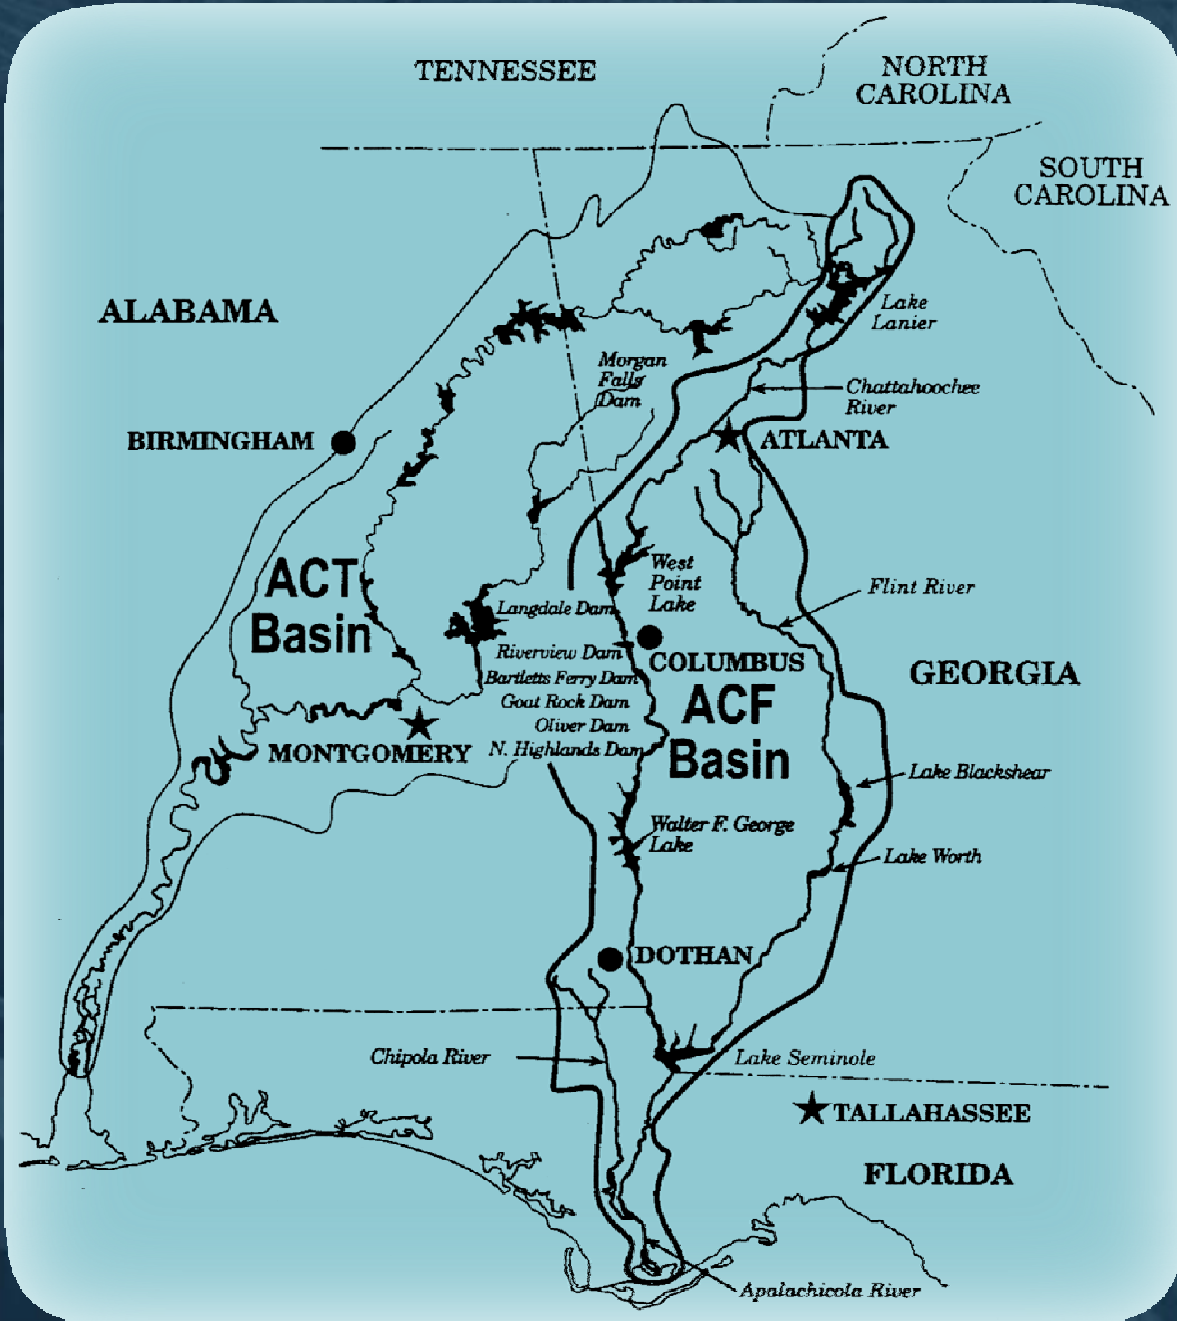 TENNESSEE
NORTH
CAROLINA
SOUTH
CAROLINA
ALABAMA
Lake
Lanier
Morgan
Falls
Dam
Chattahoochee
River
BIRMINGHAM
ATLANTA
ACT
Basin
West
Point
Lake
Flint River
Langdale Dam
Riverview Dam
COLUMBUS
Bartletts Ferry Dam
GEORGIA
Goat Rock Dam
ACF
Basin
Oliver Dam
MONTGOMERY
N. Highlands Dam
Lake Blackshear
Walter F. George
Lake
Lake Worth
DOTHAN
Chipola River
Lake Seminole
TALLAHASSEE
FLORIDA
Apalachicola River